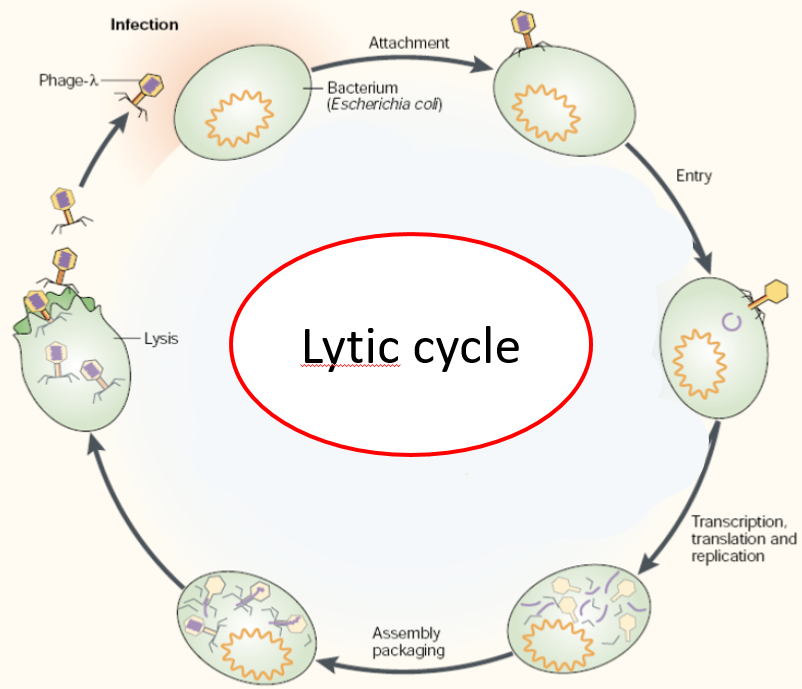 Infection
Attachment
Phage-λ
Bacterium
(Escherichia coli)
Entry
Lytic cycle
Lysis
Transcription,
translation and
replication
Assembly
packaging